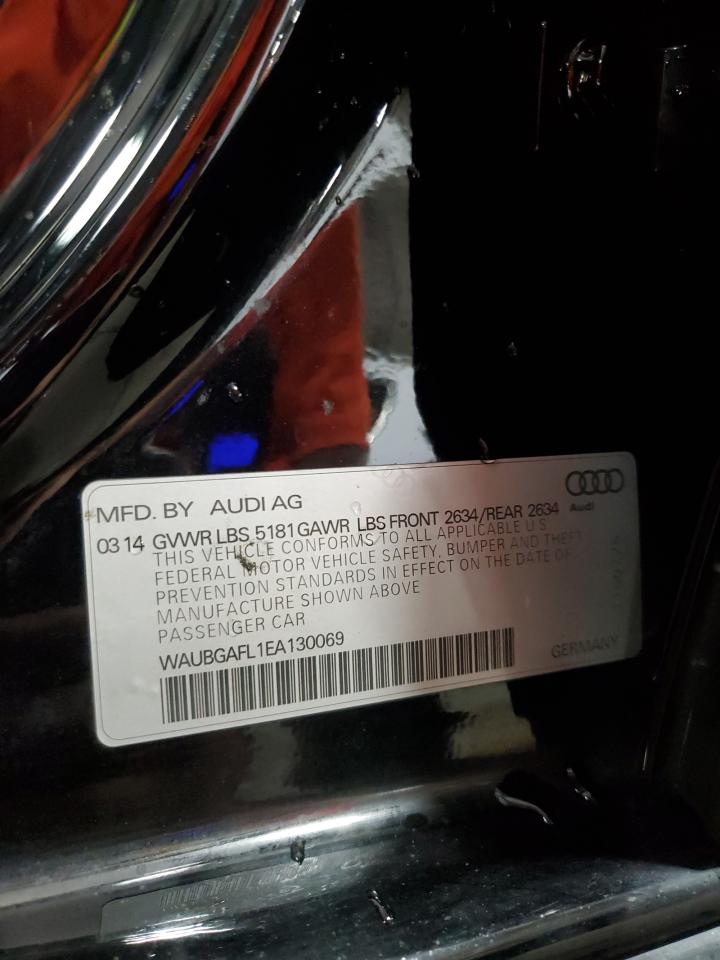 MFD. BY AUDI AG
Audi
03 14 GVWR LBS 5181 GAWR LBS FRONT 2634/REAR 2634
THIS VEHICLE CONFORMS TO ALL APPLICABLE U S
FEDERAL MOTOR VEHICLE SAFETY, BUMPER AND THEFT
PREVENTION STANDARDS IN EFFECT ON THE DATE OF
MANUFACTURE SHOWN ABOVE
PASSENGER CAR
WAUBGAFL1EA130069
GERMANY